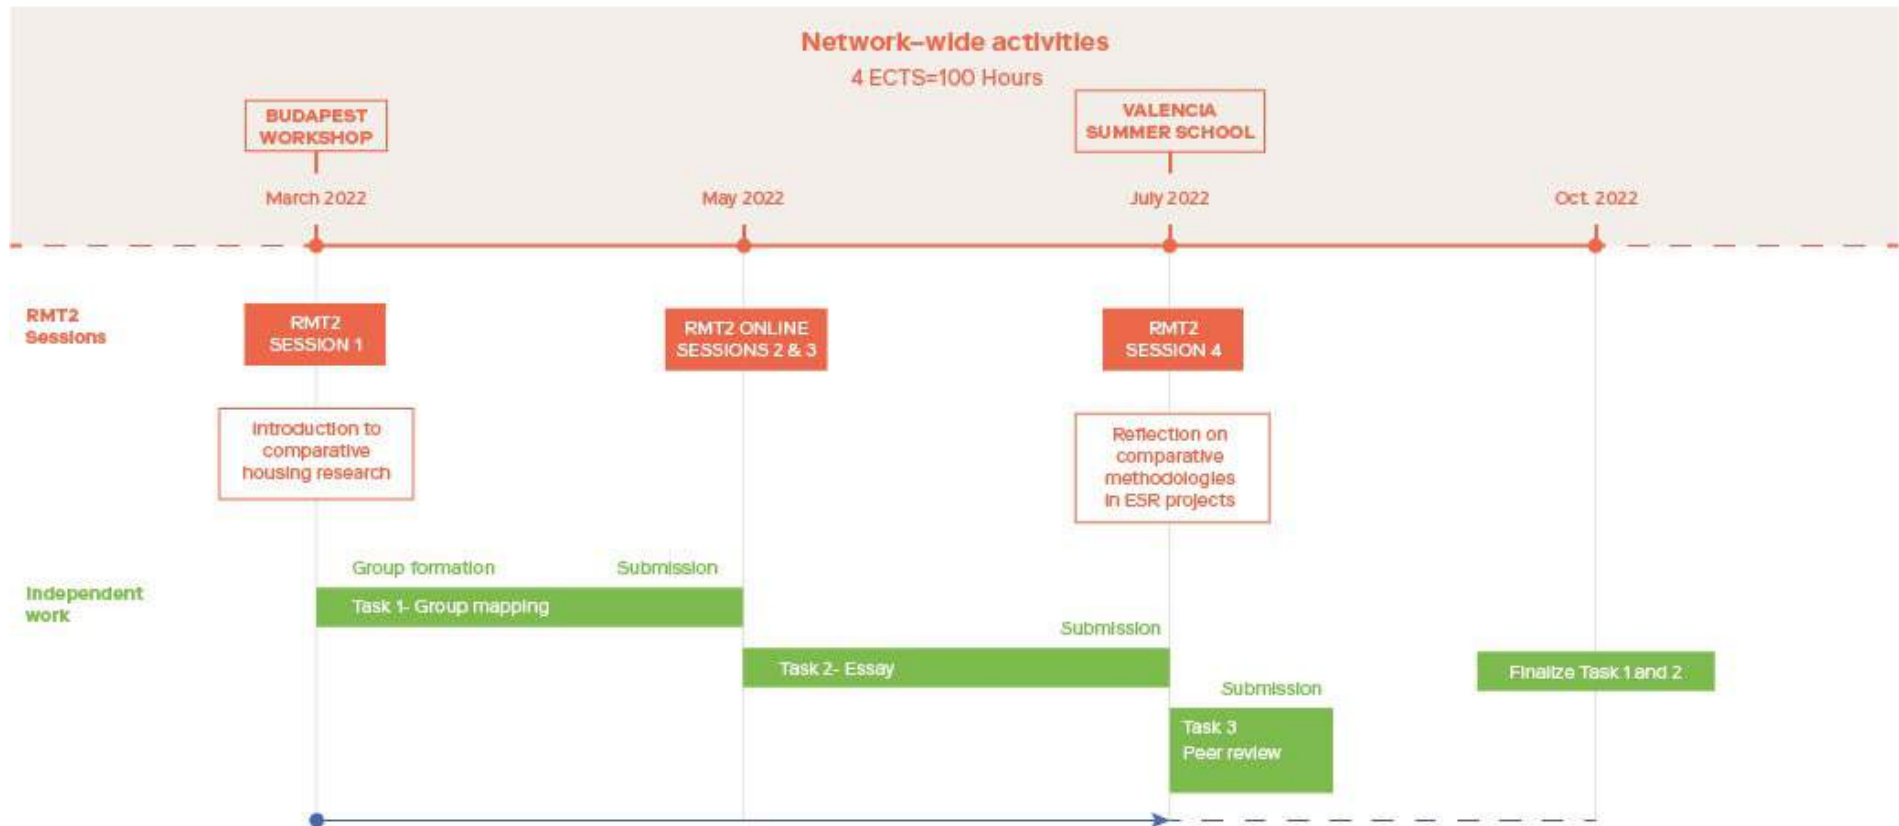 Network–wide activities
4 ECTS=100 Hours
BUDAPEST
WORKSHOP
VALENCIA
SUMMER SCHOOL
March 2022
May 2022
July 2022
Oct. 2022
RMT2
Sessions
RMT2
SESSION 1
RMT2 ONLINE
SESSIONS 2 & 3
RMT2
SESSION 4
Introduction to
comparative
housing research
Reflection on
comparative
methodologies
in ESR projects
Independent
work
Group formation
Submission
Task 1- Group mapping
Submission
Task 2- Essay
Submission
Task 3
Peer review
Finalize Task 1 and 2